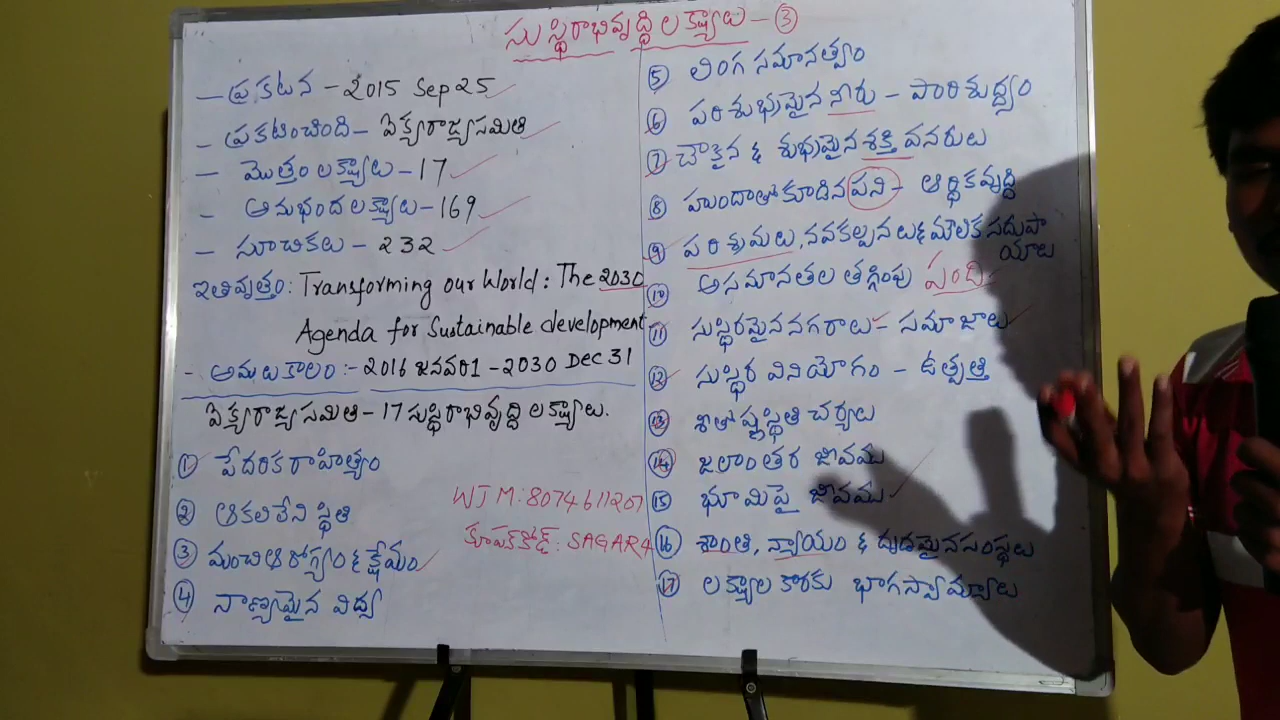 సుస్థిరాభివృద్ధి లక్ష్యాలు - ③
- ప్రకటన - 2015 Sep 25
- ప్రకటించింది - ఐక్యరాజ్యసమితి
- మొత్తం లక్ష్యాలు - 17
- అనుభంద లక్ష్యాలు - 169
- సూచికలు - 232
ఇతివృత్తం: Transforming our World: The 2030
Agenda for Sustainable development
- అమలుకాలం :- 2016 జనవరి 1 - 2030 Dec 31
ఐక్యరాజ్యసమితి - 17 సుస్థిరాభివృద్ధి లక్ష్యాలు.
① పేదరిక రాహిత్యం
② ఆకలిలేని స్థితి
③ మంచి ఆరోగ్యం & క్షేమం
④ నాణ్యమైన విద్య
WTM: 8074611207
కూపన్‌కోడ్: SAGAR4
⑤ లింగ సమానత్వం
⑥ పరిశుభ్రమైన నీరు - పారిశుద్ధ్యం
⑦ చౌకైన & శుభ్రమైన శక్తి వనరులు
⑧ హుందాతో కూడిన పని - ఆర్థికవృద్ధి
⑨ పరిశ్రమలు, నవకల్పనలు & మౌలిక సదుపా
యాలు
⑩ అసమానతల తగ్గింపు పంది
⑪ సుస్థిరమైన నగరాలు - సమాజాలు
⑫ సుస్థిర వినియోగం - ఉత్పత్తి
⑬ శీతోష్ణస్థితి చర్యలు
⑭ జలాంతర జీవము
⑮ భూమిపై జీవము
⑯ శాంతి, న్యాయం & దృఢమైన సంస్థలు
⑰ లక్ష్యాల కొరకు భాగస్వామ్యాలు